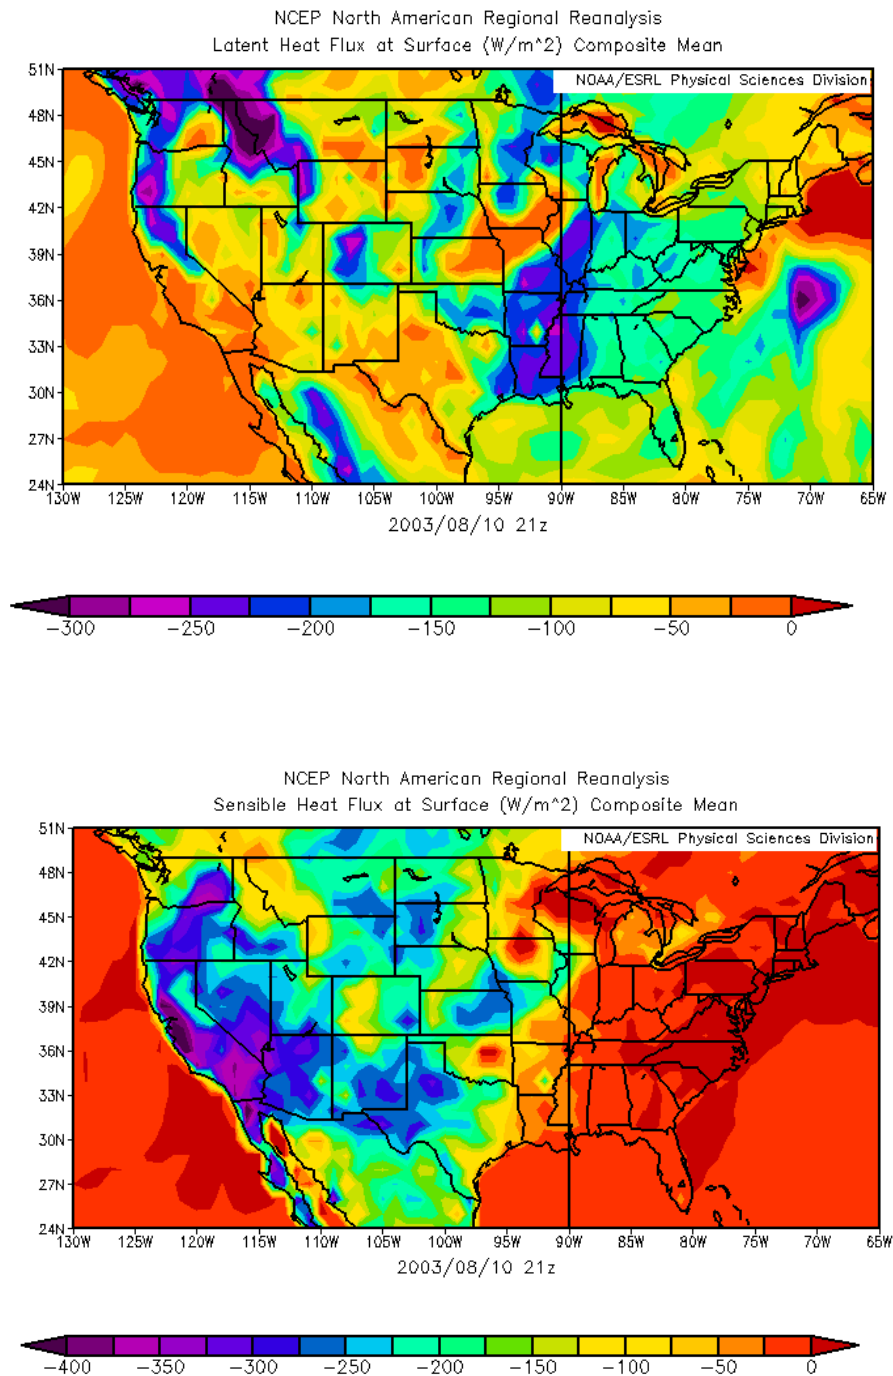 NCEP North American Regional Reanalysis
Latent Heat Flux at Surface (W/m^2) Composite Mean
NOAA/ESRL Physical Sciences Division
51N
48N
45N
42N
39N
36N
33N
30N
27N
24N
130W 125W 120W 115W 110W 105W 100W 95W 90W 85W 80W 75W 70W 65W
2003/08/10 21z
-300 -250 -200 -150 -100 -50 0
NCEP North American Regional Reanalysis
Sensible Heat Flux at Surface (W/m^2) Composite Mean
NOAA/ESRL Physical Sciences Division
51N
48N
45N
42N
39N
36N
33N
30N
27N
24N
130W 125W 120W 115W 110W 105W 100W 95W 90W 85W 80W 75W 70W 65W
2003/08/10 21z
-400 -350 -300 -250 -200 -150 -100 -50 0